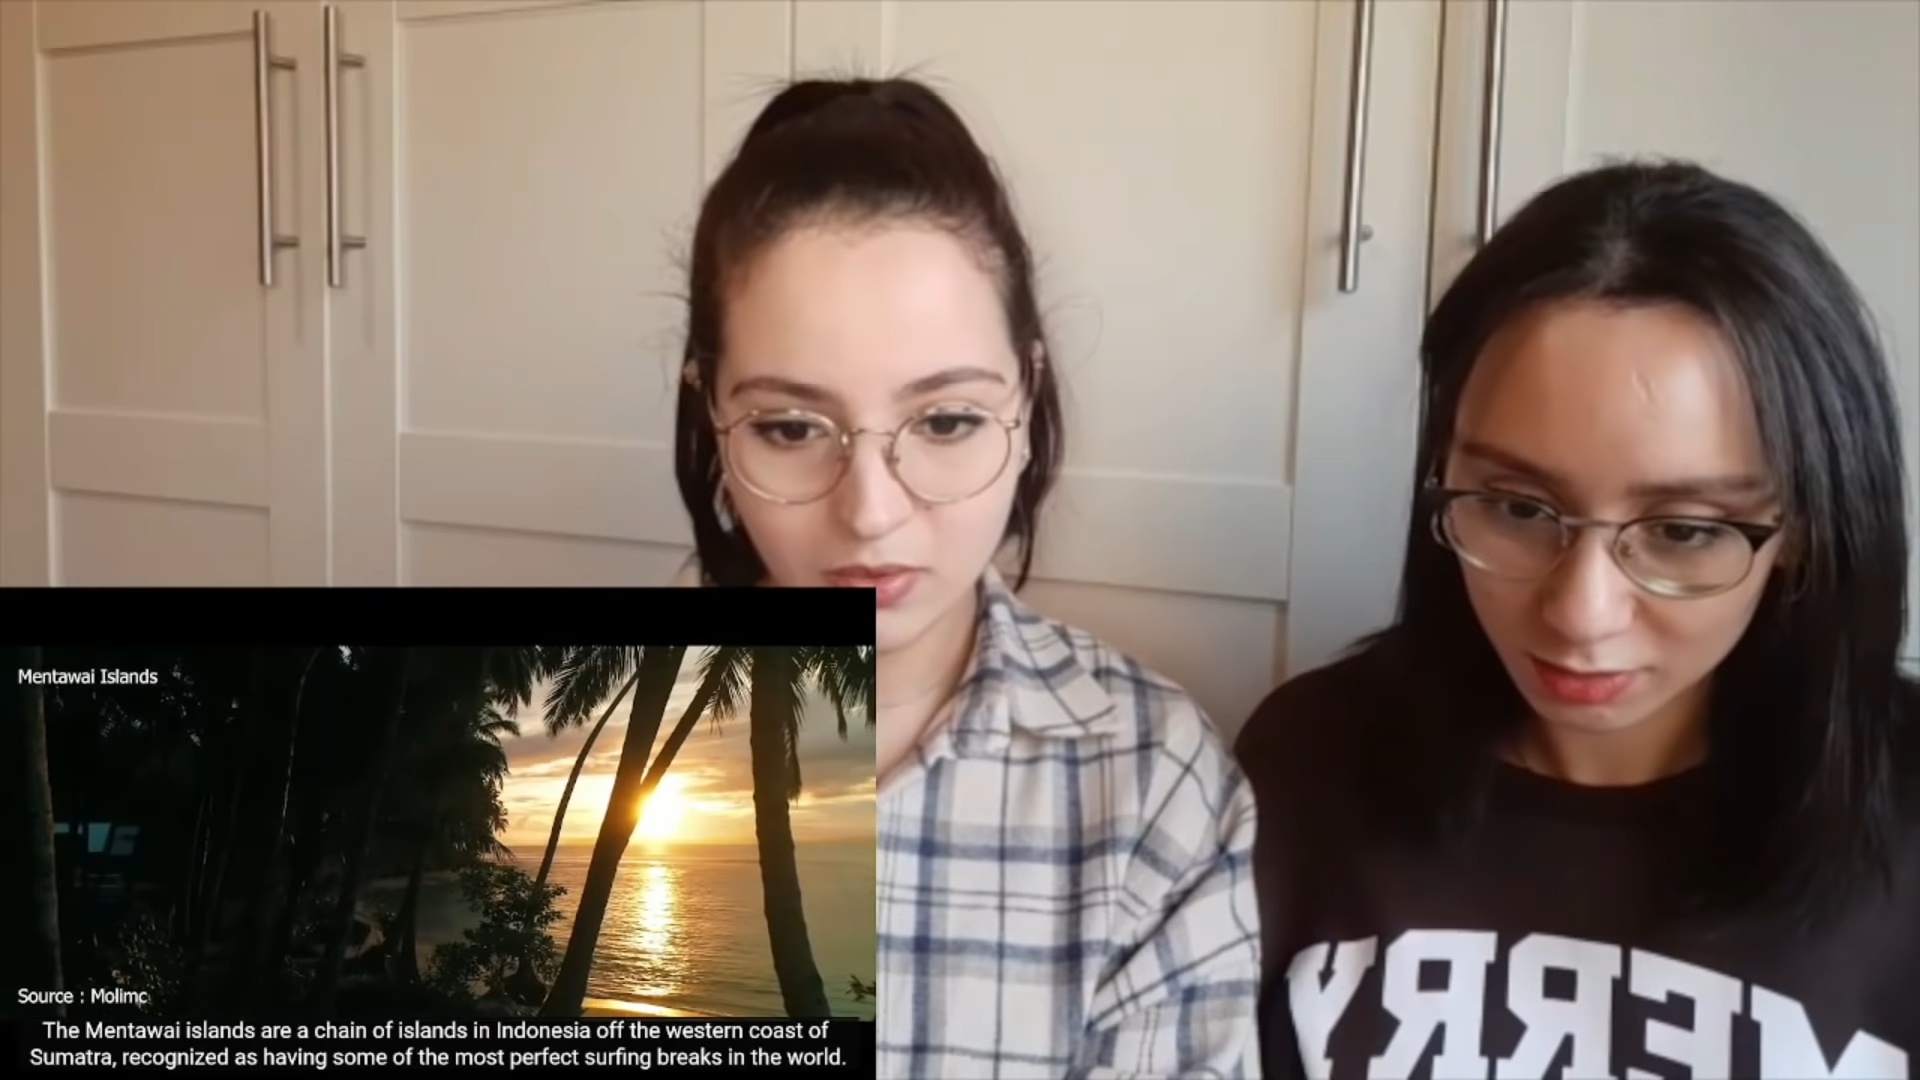 Mentawai Islands
Source : Molimc
The Mentawai islands are a chain of islands in Indonesia off the western coast of
Sumatra, recognized as having some of the most perfect surfing breaks in the world.
MERRY